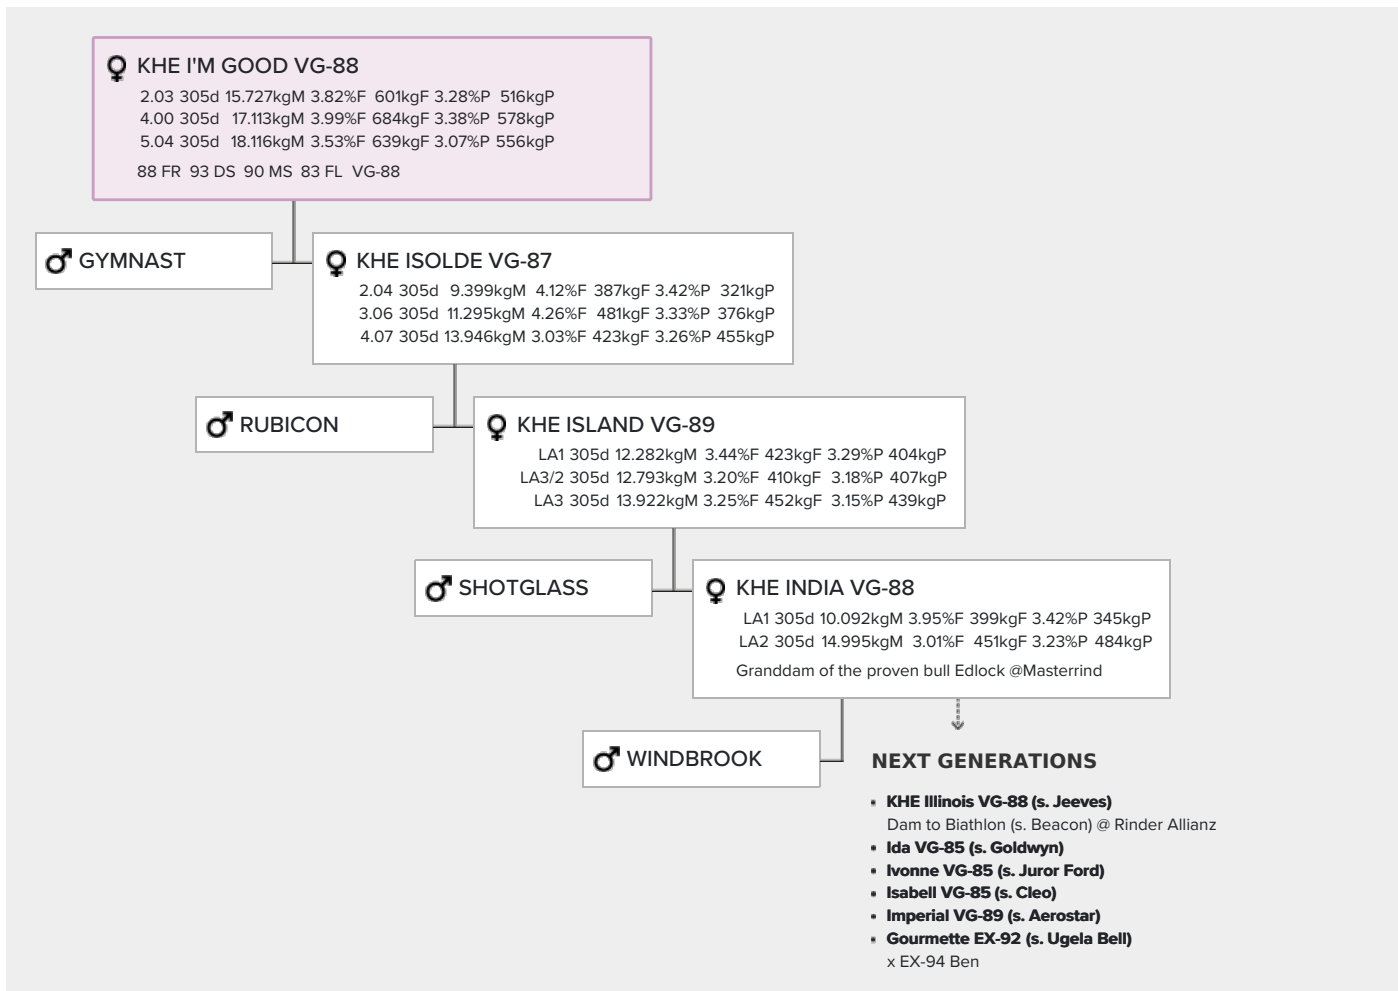 KHE I'M GOOD VG-88
2.03 305d 15.727kgM 3.82%F 601kgF 3.28%P 516kgP
4.00 305d 17.113kgM 3.99%F 684kgF 3.38%P 578kgP
5.04 305d 18.116kgM 3.53%F 639kgF 3.07%P 556kgP
88 FR 93 DS 90 MS 83 FL VG-88
GYMNAST
KHE ISOLDE VG-87
2.04 305d 9.399kgM 4.12%F 387kgF 3.42%P 321kgP
3.06 305d 11.295kgM 4.26%F 481kgF 3.33%P 376kgP
4.07 305d 13.946kgM 3.03%F 423kgF 3.26%P 455kgP
RUBICON
KHE ISLAND VG-89
LA1 305d 12.282kgM 3.44%F 423kgF 3.29%P 404kgP
LA3/2 305d 12.793kgM 3.20%F 410kgF 3.18%P 407kgP
LA3 305d 13.922kgM 3.25%F 452kgF 3.15%P 439kgP
SHOTGLASS
KHE INDIA VG-88
LA1 305d 10.092kgM 3.95%F 399kgF 3.42%P 345kgP
LA2 305d 14.995kgM 3.01%F 451kgF 3.23%P 484kgP
Granddam of the proven bull Edlock @Masterrind
WINDBROOK
NEXT GENERATIONS
▪ KHE Illinois VG-88 (s. Jeeves)
Dam to Biathlon (s. Beacon) @ Rinder Allianz
▪ Ida VG-85 (s. Goldwyn)
▪ Ivonne VG-85 (s. Juror Ford)
▪ Isabell VG-85 (s. Cleo)
▪ Imperial VG-89 (s. Aerostar)
▪ Gourmette EX-92 (s. Ugela Bell)
x EX-94 Ben